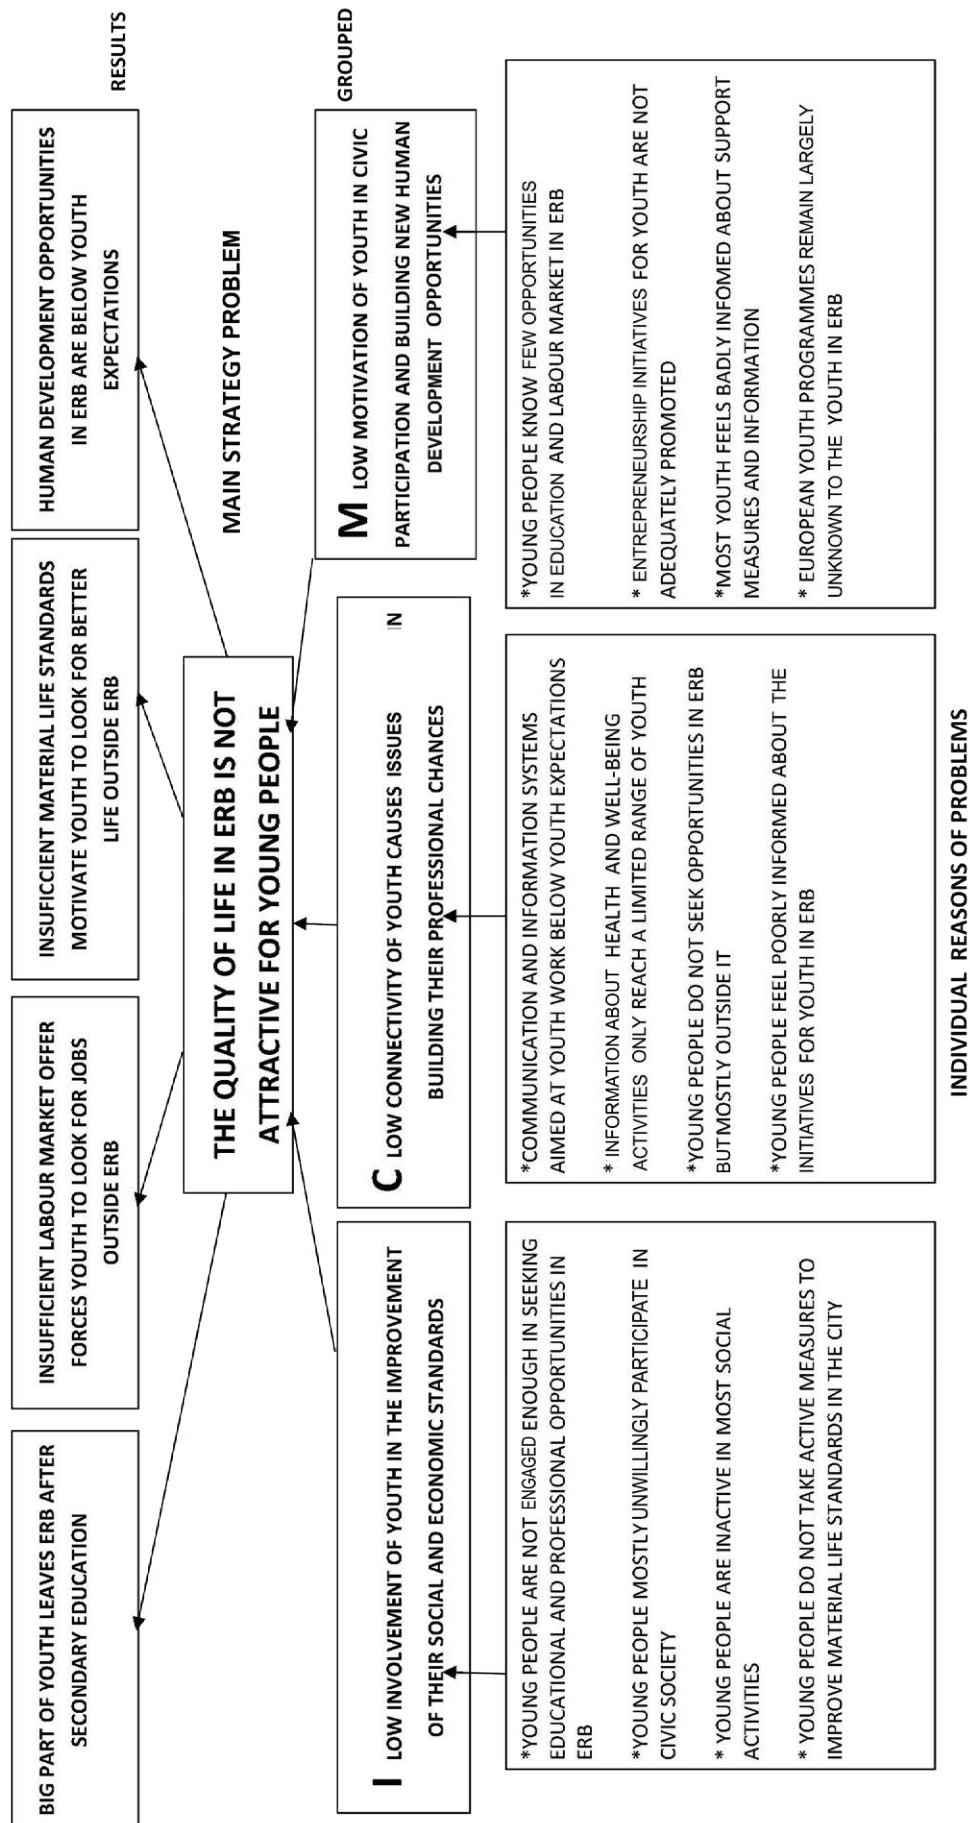 BIG PART OF YOUTH LEAVES ERB AFTER
SECONDARY EDUCATION
INSUFFICIENT LABOUR MARKET OFFER
FORCES YOUTH TO LOOK FOR JOBS
OUTSIDE ERB
INSUFICCIENT MATERIAL LIFE STANDARDS
MOTIVATE YOUTH TO LOOK FOR BETTER
LIFE OUTSIDE ERB
HUMAN DEVELOPMENT OPPORTUNITIES
IN ERB ARE BELOW YOUTH
EXPECTATIONS
RESULTS
THE QUALITY OF LIFE IN ERB IS NOT
ATTRACTIVE FOR YOUNG PEOPLE
MAIN STRATEGY PROBLEM
I LOW INVOLVEMENT OF YOUTH IN THE IMPROVEMENT
OF THEIR SOCIAL AND ECONOMIC STANDARDS
C LOW CONNECTIVITY OF YOUTH CAUSES ISSUES IN
BUILDING THEIR PROFESSIONAL CHANCES
M LOW MOTIVATION OF YOUTH IN CIVIC
PARTICIPATION AND BUILDING NEW HUMAN
DEVELOPMENT OPPORTUNITIES
GROUPED
*YOUNG PEOPLE ARE NOT ENGAGED ENOUGH IN SEEKING
EDUCATIONAL AND PROFESSIONAL OPPORTUNITIES IN
ERB
*YOUNG PEOPLE MOSTLY UNWILLINGLY PARTICIPATE IN
CIVIC SOCIETY
* YOUNG PEOPLE ARE INACTIVE IN MOST SOCIAL
ACTIVITIES
* YOUNG PEOPLE DO NOT TAKE ACTIVE MEASURES TO
IMPROVE MATERIAL LIFE STANDARDS IN THE CITY
*COMMUNICATION AND INFORMATION SYSTEMS
AIMED AT YOUTH WORK BELOW YOUTH EXPECTATIONS
* INFORMATION ABOUT HEALTH AND WELL-BEING
ACTIVITIES ONLY REACH A LIMITED RANGE OF YOUTH
*YOUNG PEOPLE DO NOT SEEK OPPORTUNITIES IN ERB
BUTMOSTLY OUTSIDE IT
*YOUNG PEOPLE FEEL POORLY INFORMED ABOUT THE
INITIATIVES FOR YOUTH IN ERB
*YOUNG PEOPLE KNOW FEW OPPORTUNITIES
IN EDUCATION AND LABOUR MARKET IN ERB
* ENTREPRENEURSHIP INITIATIVES FOR YOUTH ARE NOT
ADEQUATELY PROMOTED
*MOST YOUTH FEELS BADLY INFOMED ABOUT SUPPORT
MEASURES AND INFORMATION
* EUROPEAN YOUTH PROGRAMMES REMAIN LARGELY
UNKNOWN TO THE YOUTH IN ERB
INDIVIDUAL REASONS OF PROBLEMS